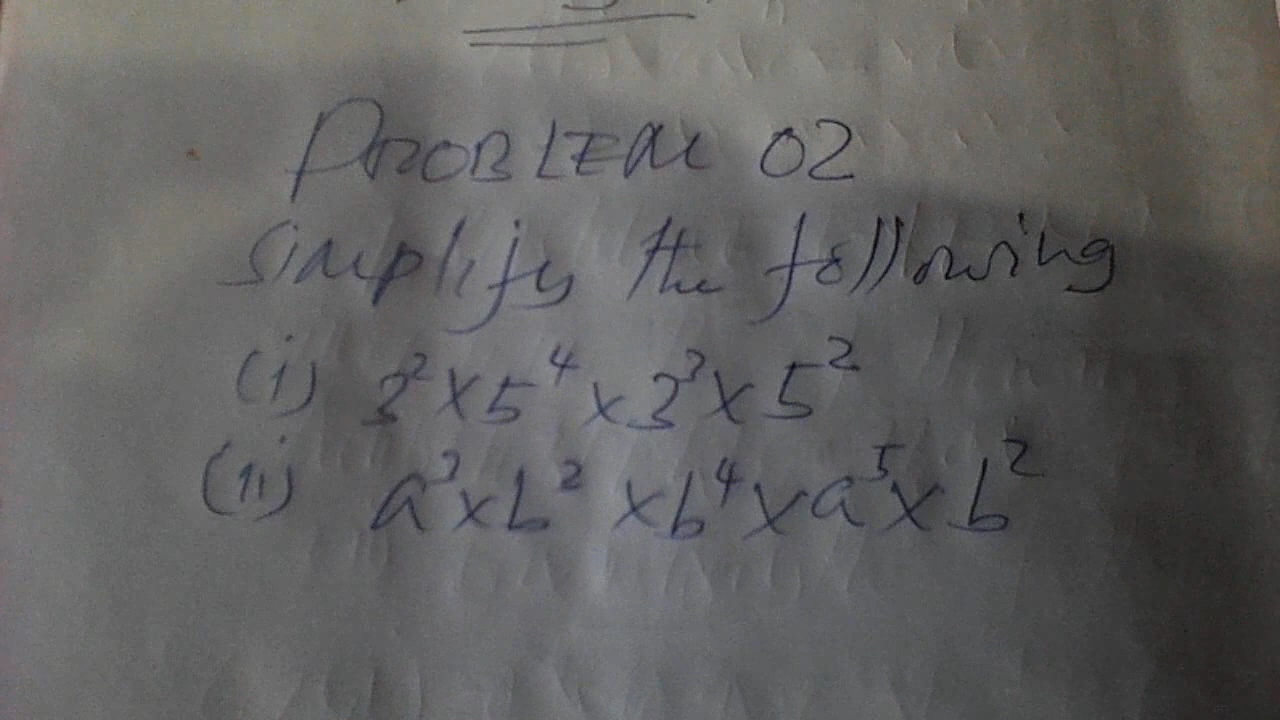 PROBLEM 02
Simplify the following
(i) 3² × 5⁴ × 3³ × 5²
(ii) a³ × b² × b⁴ × a⁵ × b²